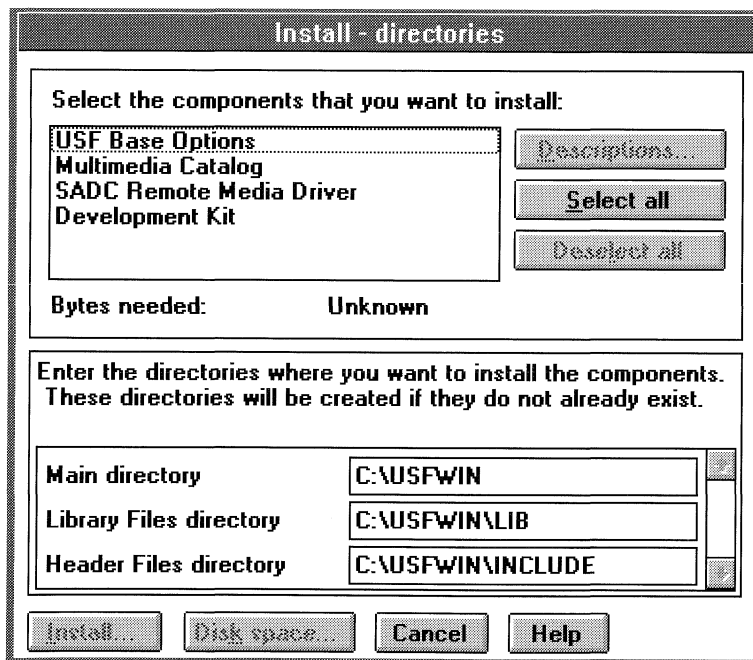 Install - directories
Select the components that you want to install:
USF Base Options
Multimedia Catalog
SADC Remote Media Driver
Development Kit
Descriptions...
Select all
Deselect all
Bytes needed: Unknown
Enter the directories where you want to install the components.
These directories will be created if they do not already exist.
Main directory C:\USFWIN
Library Files directory C:\USFWIN\LIB
Header Files directory C:\USFWIN\INCLUDE
Install... Disk space... Cancel Help